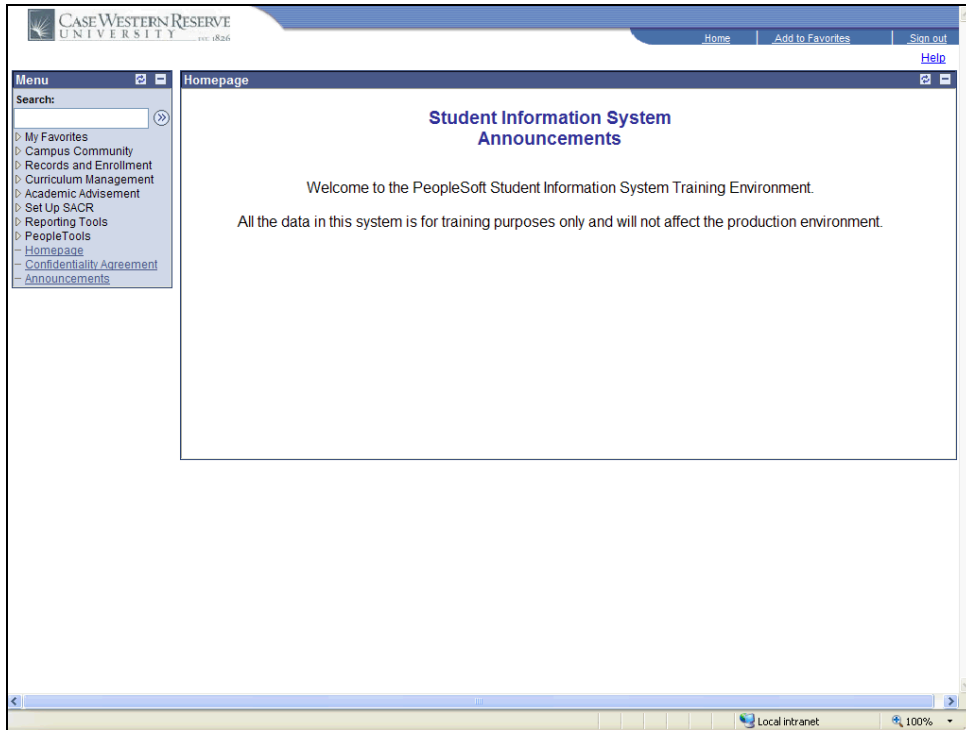 CASE WESTERN RESERVE
UNIVERSITY EST. 1826
Home Add to Favorites Sign out
Help
Menu
Search:
My Favorites
Campus Community
Records and Enrollment
Curriculum Management
Academic Advisement
Set Up SACR
Reporting Tools
PeopleTools
Homepage
Confidentiality Agreement
Announcements
Homepage
Student Information System
Announcements
Welcome to the PeopleSoft Student Information System Training Environment.
All the data in this system is for training purposes only and will not affect the production environment.
Local intranet 100%